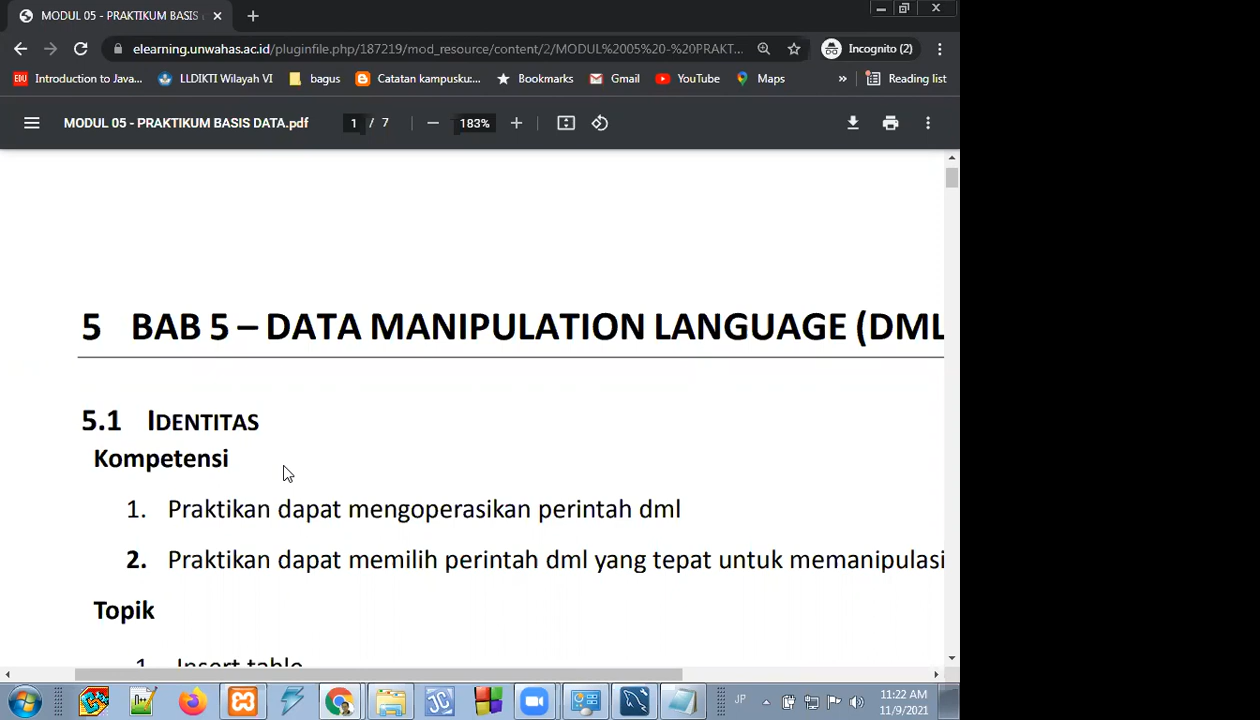 MODUL 05 - PRAKTIKUM BASIS
elearning.unwahas.ac.id/pluginfile.php/187219/mod_resource/content/2/MODUL%2005%20-%20PRAKT...
Incognito (2)
Introduction to Java...
LLDIKTI Wilayah VI
bagus
Catatan kampusku:...
Bookmarks
Gmail
YouTube
Maps
»
Reading list
MODUL 05 - PRAKTIKUM BASIS DATA.pdf
1 / 7
183%
5 BAB 5 – DATA MANIPULATION LANGUAGE (DML
5.1 IDENTITAS
Kompetensi
1. Praktikan dapat mengoperasikan perintah dml
2. Praktikan dapat memilih perintah dml yang tepat untuk memanipulasi
Topik
1. Insert table
JP
11:22 AM
11/9/2021